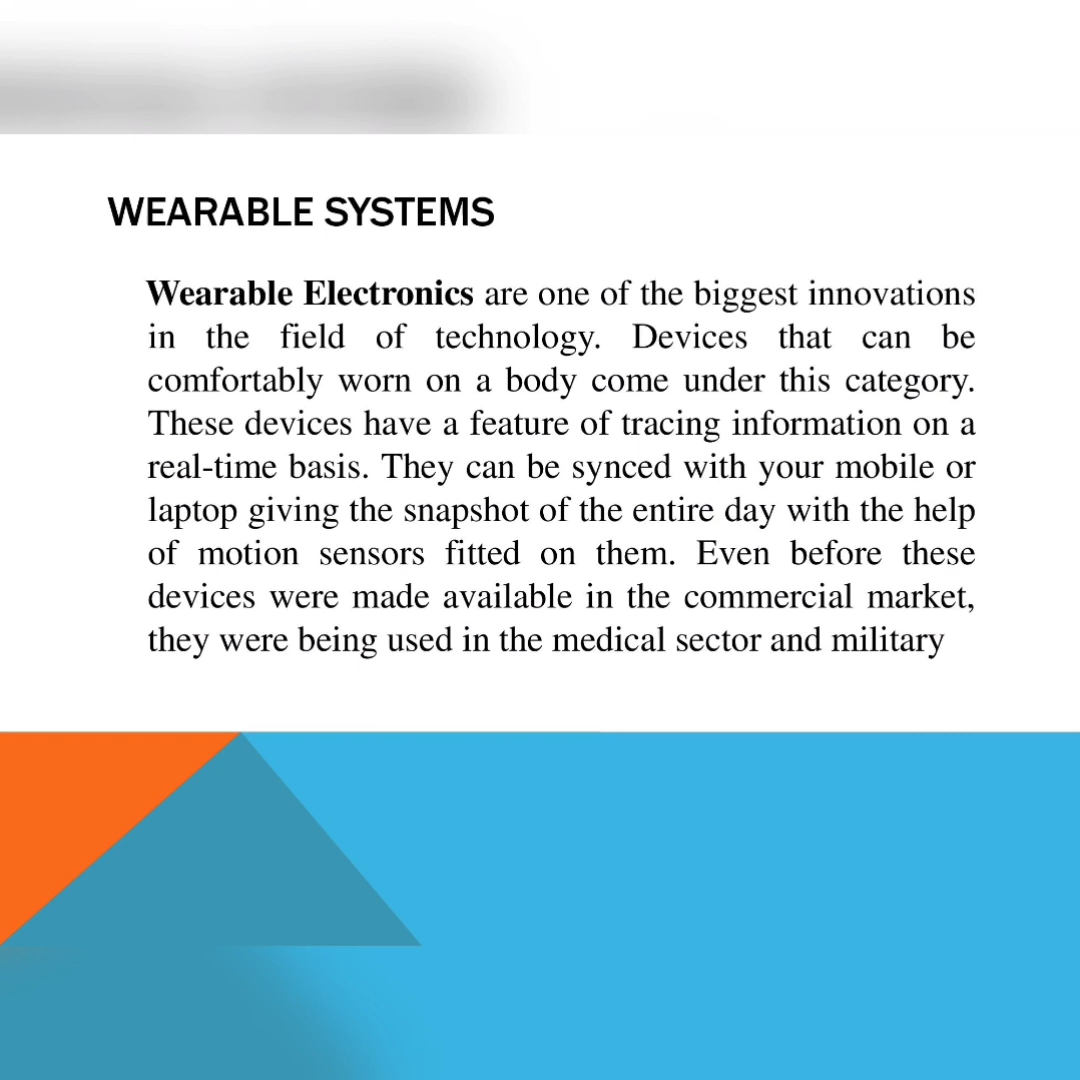 WEARABLE SYSTEMS
Wearable Electronics are one of the biggest innovations
in the field of technology. Devices that can be
comfortably worn on a body come under this category.
These devices have a feature of tracing information on a
real-time basis. They can be synced with your mobile or
laptop giving the snapshot of the entire day with the help
of motion sensors fitted on them. Even before these
devices were made available in the commercial market,
they were being used in the medical sector and military